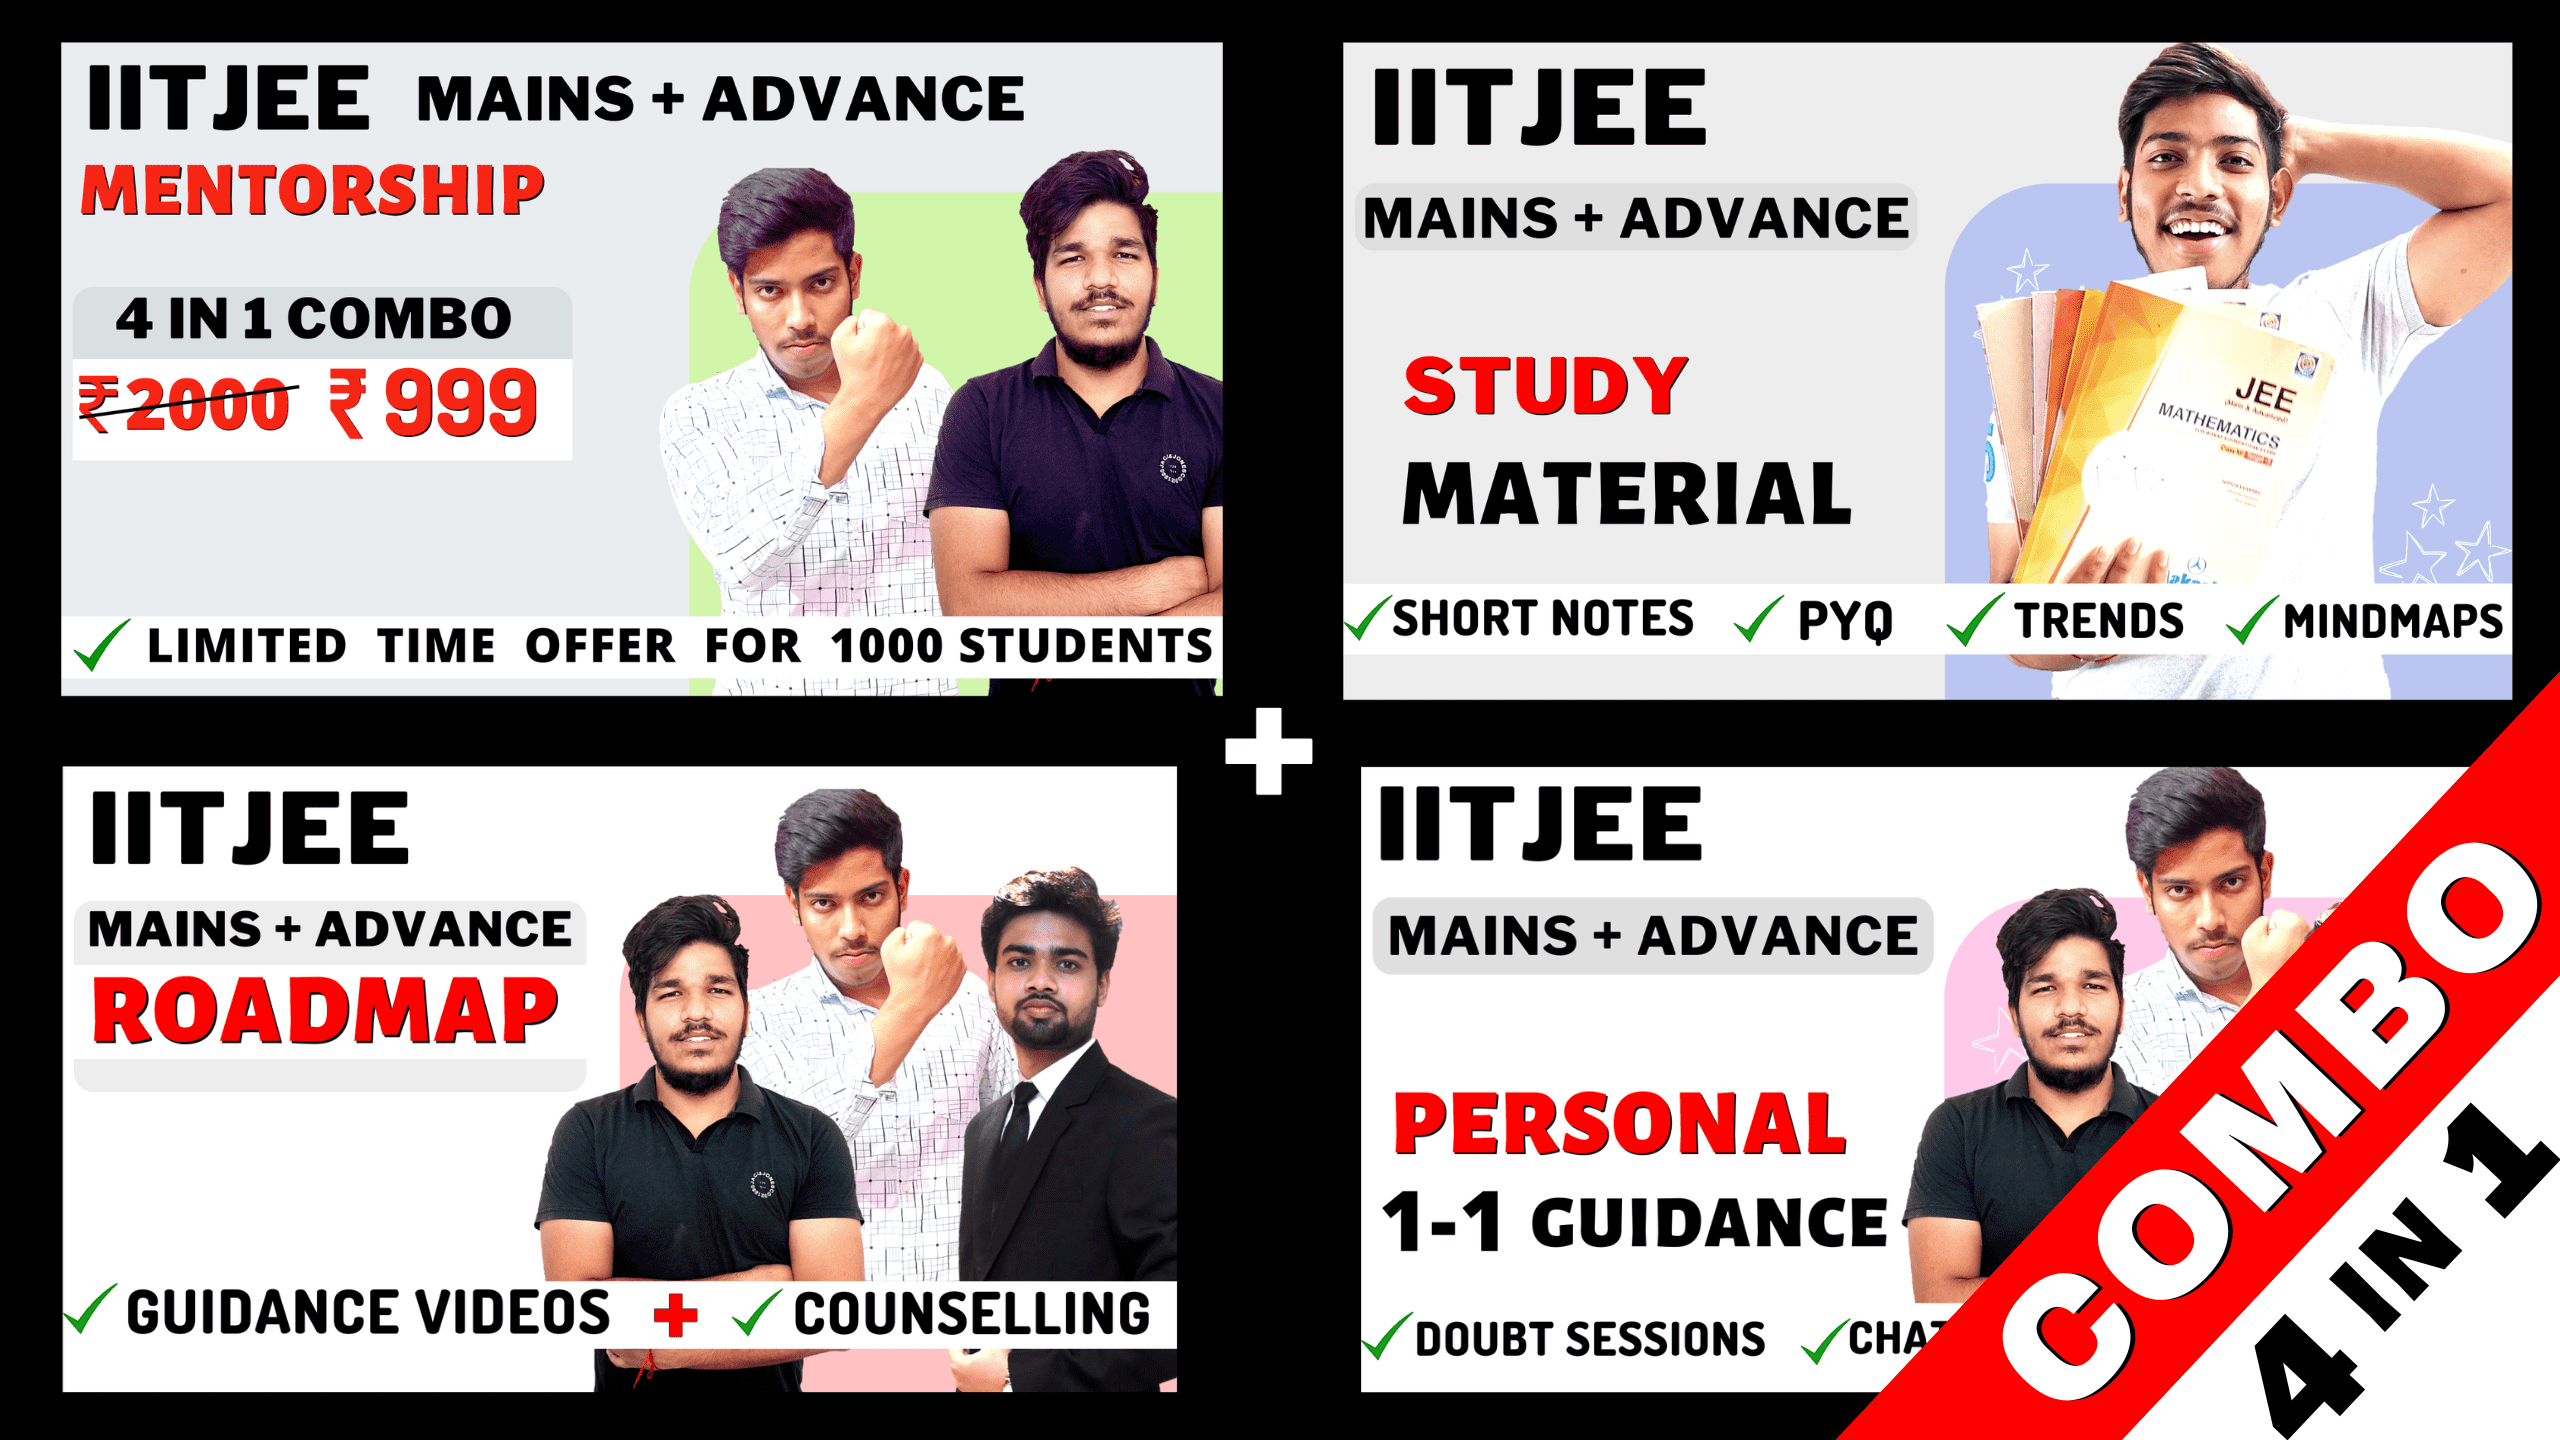 IITJEE MAINS + ADVANCE
MENTORSHIP
4 IN 1 COMBO
₹2000 ₹999
LIMITED TIME OFFER FOR 1000 STUDENTS
IITJEE
MAINS + ADVANCE
STUDY
MATERIAL
JEE
(Main & Advanced)
MATHEMATICS
SHORT NOTES PYQ TRENDS MINDMAPS
+
IITJEE
MAINS + ADVANCE
ROADMAP
GUIDANCE VIDEOS + COUNSELLING
IITJEE
MAINS + ADVANCE
PERSONAL
1-1 GUIDANCE
DOUBT SESSIONS
COMBO
4 IN 1